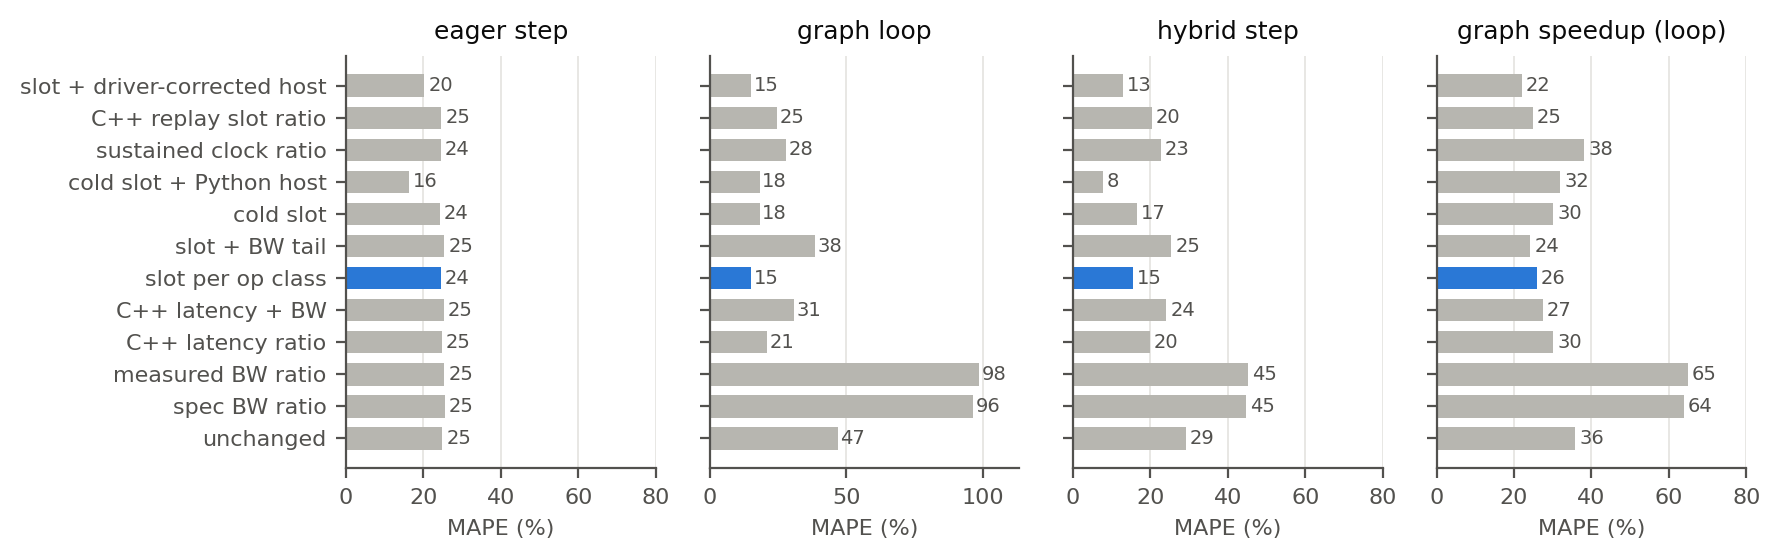 eager step
graph loop
hybrid step
graph speedup (loop)
slot + driver-corrected host 20 15 13 22
C++ replay slot ratio 25 25 20 25
sustained clock ratio 24 28 23 38
cold slot + Python host 16 18 8 32
cold slot 24 18 17 30
slot + BW tail 25 38 25 24
slot per op class 24 15 15 26
C++ latency + BW 25 31 24 27
C++ latency ratio 25 21 20 30
measured BW ratio 25 98 45 65
spec BW ratio 25 96 45 64
unchanged 25 47 29 36
0 20 40 60 80
0 50 100
0 20 40 60 80
0 20 40 60 80
MAPE (%)
MAPE (%)
MAPE (%)
MAPE (%)